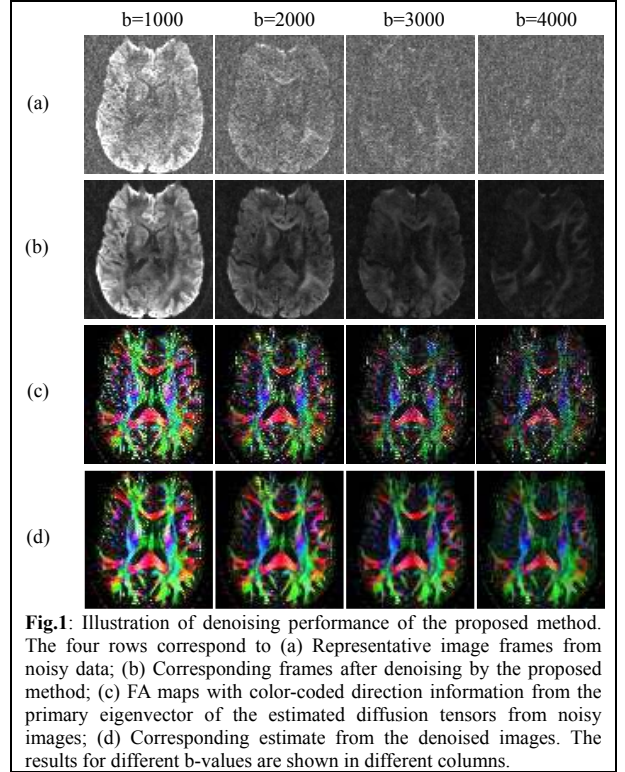 b=1000 b=2000 b=3000 b=4000
(a)
(b)
(c)
(d)
Fig.1: Illustration of denoising performance of the proposed method.
The four rows correspond to (a) Representative image frames from
noisy data; (b) Corresponding frames after denoising by the proposed
method; (c) FA maps with color-coded direction information from the
primary eigenvector of the estimated diffusion tensors from noisy
images; (d) Corresponding estimate from the denoised images. The
results for different b-values are shown in different columns.